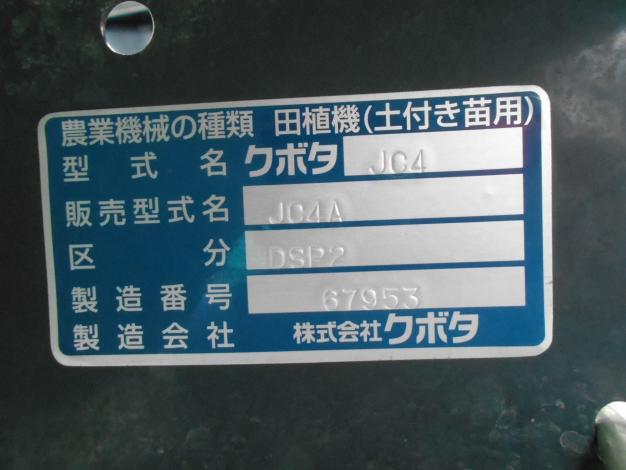 農業機械の種類 田植機(土付き苗用)
型式名 クボタ JC4
販売型式名 JC4A
区分 DSP2
製造番号 67953
製造会社 株式会社クボタ